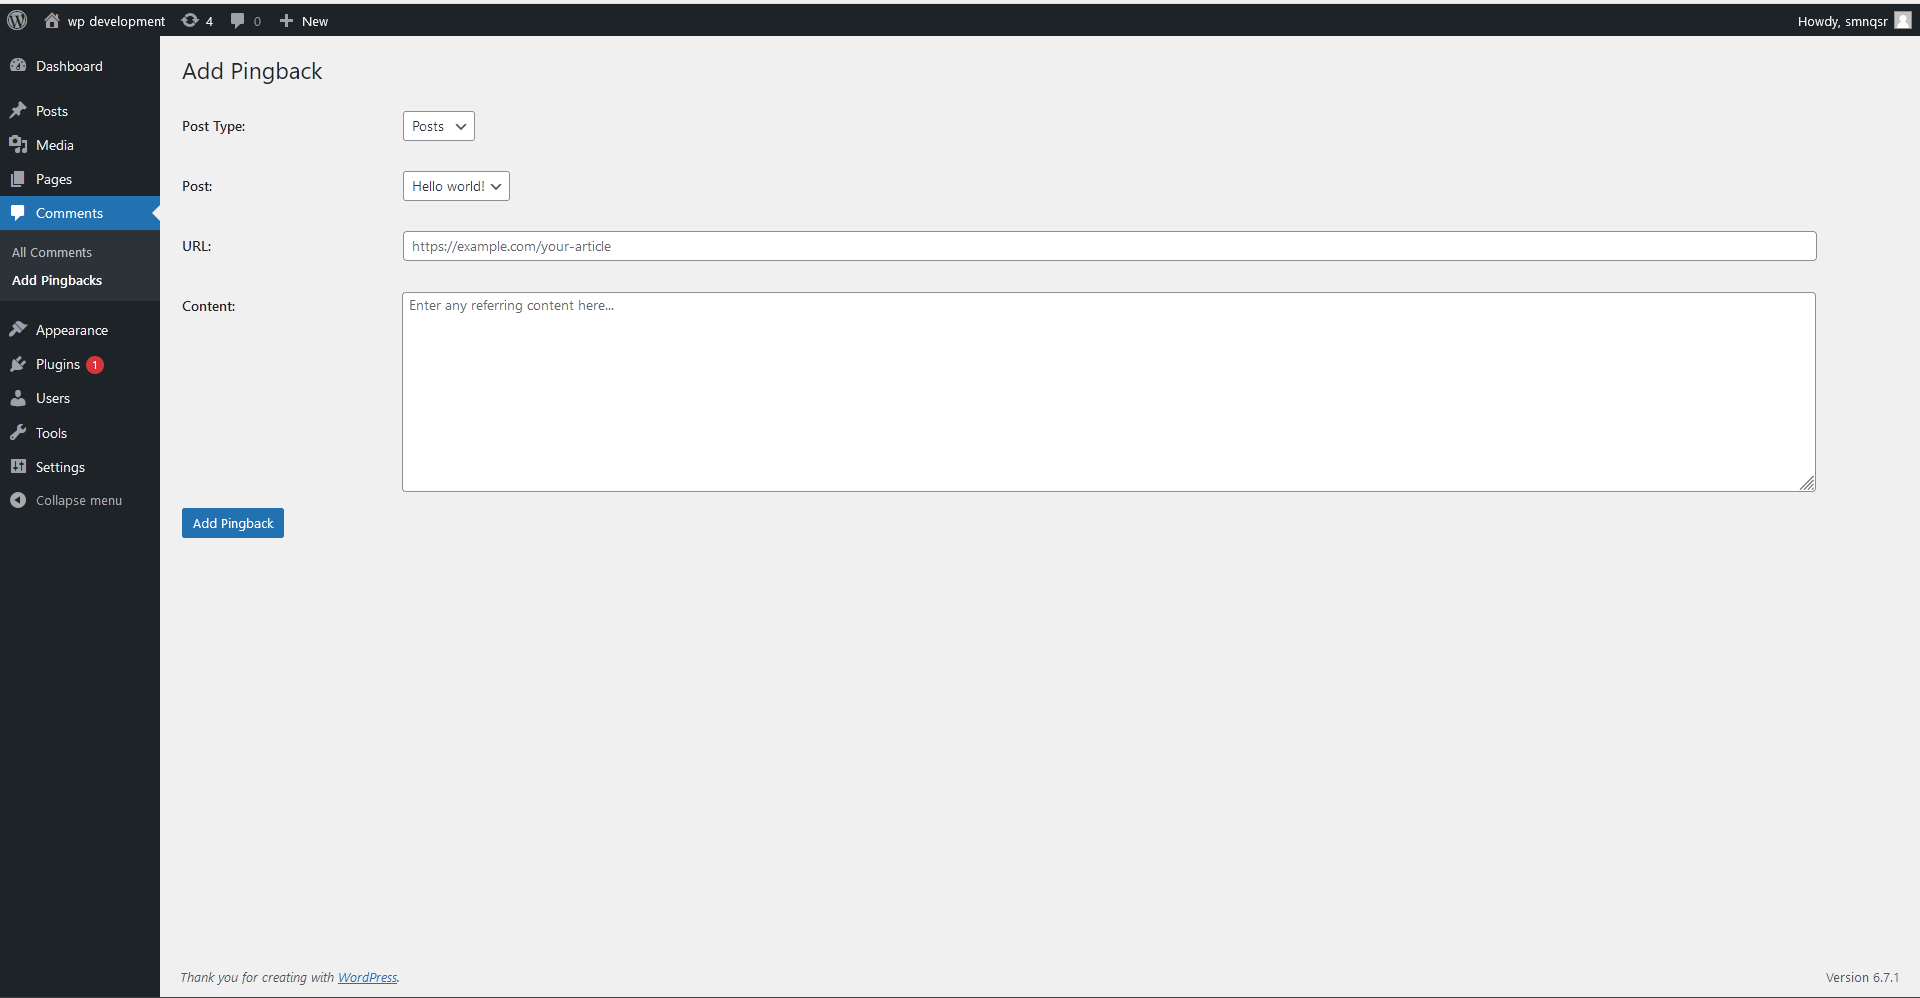 wp development 4 0 New Howdy, smnqsr
Dashboard
Posts
Media
Pages
Comments
All Comments
Add Pingbacks
Appearance
Plugins 1
Users
Tools
Settings
Collapse menu
Add Pingback
Post Type: Posts
Post: Hello world!
URL: https://example.com/your-article
Content: Enter any referring content here...
Add Pingback
Thank you for creating with WordPress. Version 6.7.1